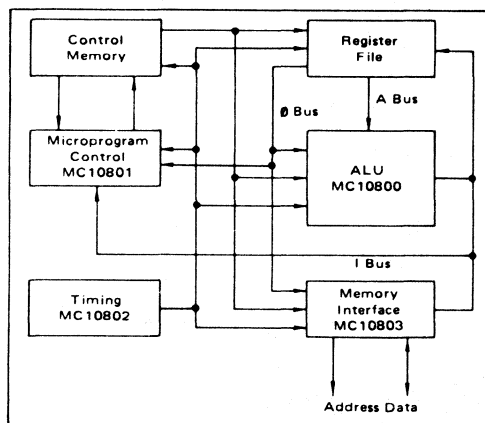 Control
Memory
Register
File
Ø Bus
A Bus
Microprogram
Control
MC10801
ALU
MC10800
I Bus
Timing
MC10802
Memory
Interface
MC10803
Address Data